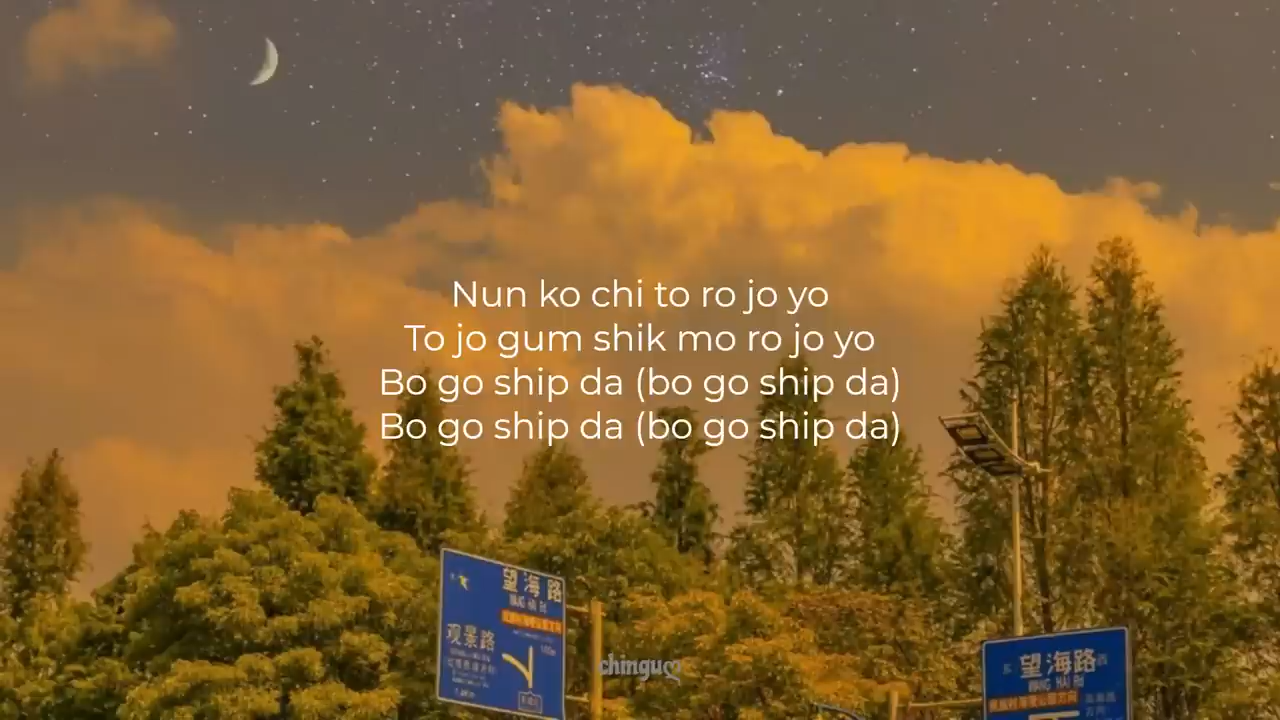 Nun ko chi to ro jo yo
To jo gum shik mo ro jo yo
Bo go ship da (bo go ship da)
Bo go ship da (bo go ship da)
望海路
WANG HAI Rd
观景路
chingu
望海路
WANG HAI Rd